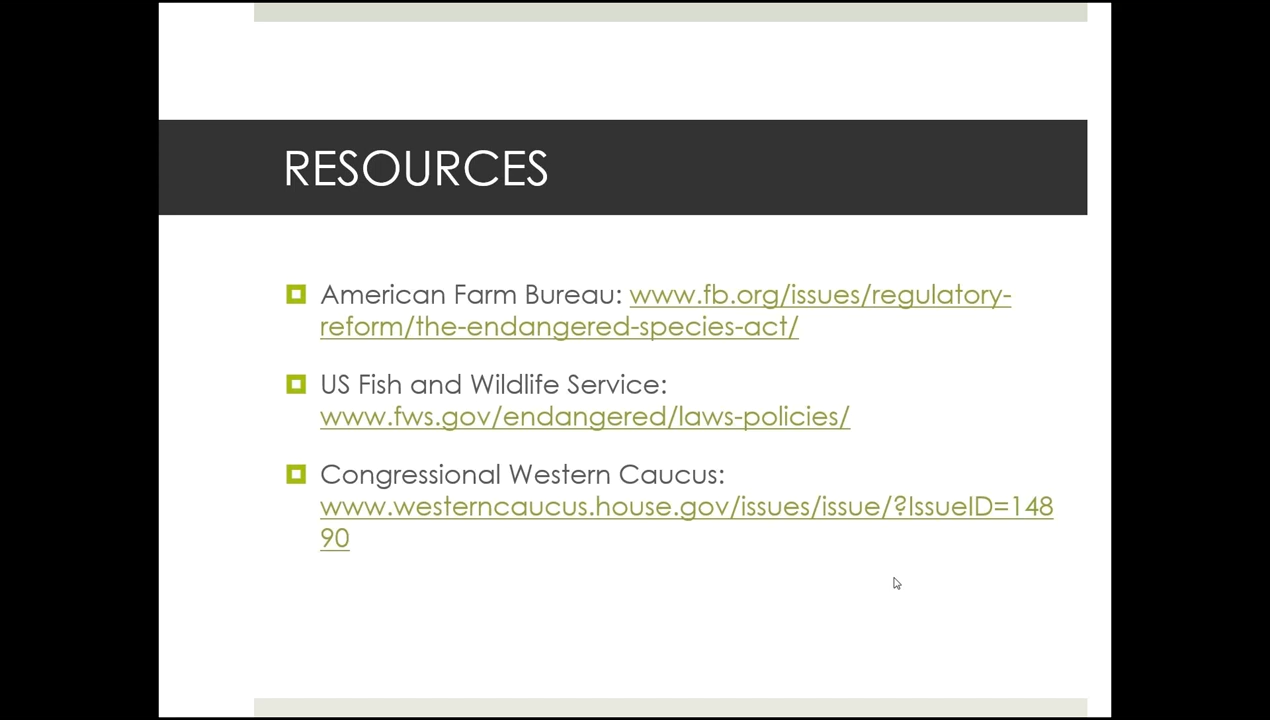 RESOURCES
American Farm Bureau: www.fb.org/issues/regulatory-
reform/the-endangered-species-act/
US Fish and Wildlife Service:
www.fws.gov/endangered/laws-policies/
Congressional Western Caucus:
www.westerncaucus.house.gov/issues/issue/?IssueID=148
90